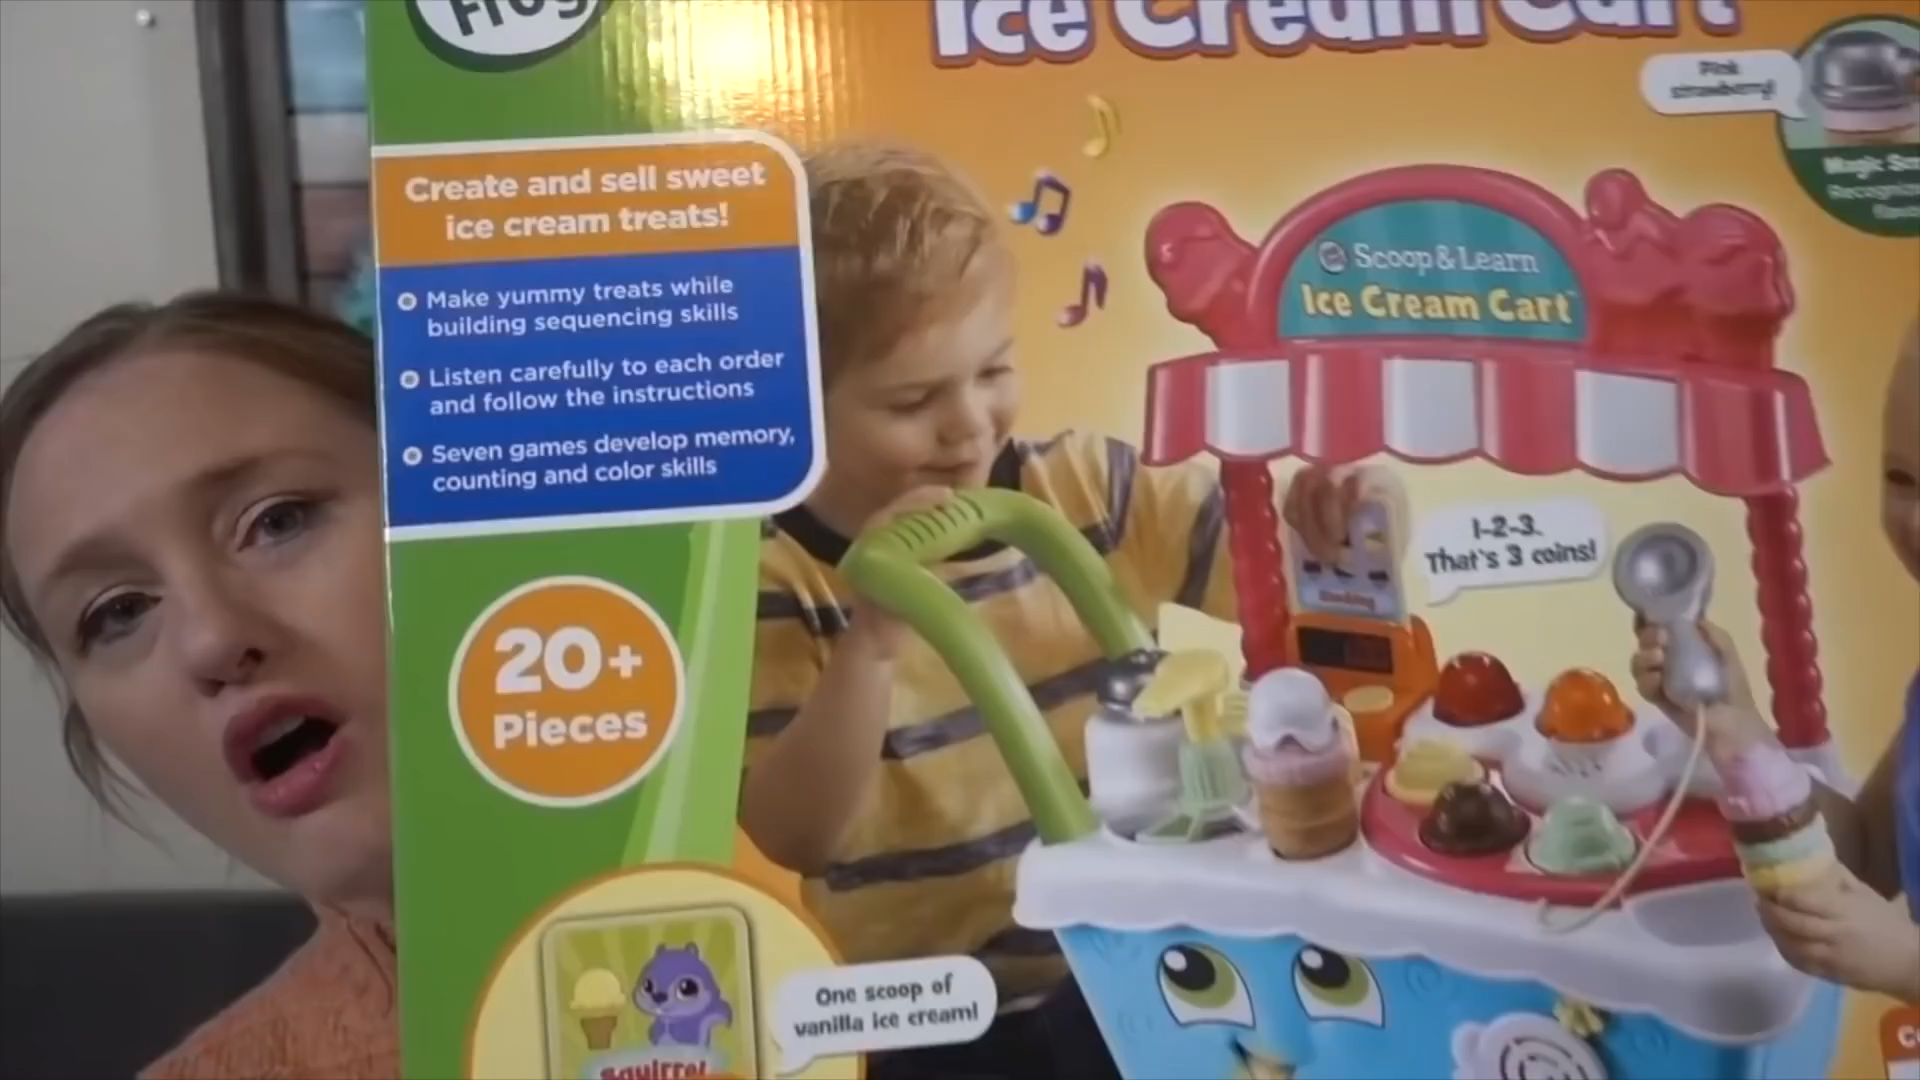 Frog
Ice Cream Cart
Pink
strawberry!
Create and sell sweet
ice cream treats!
Make yummy treats while
building sequencing skills
Listen carefully to each order
and follow the instructions
Seven games develop memory,
counting and color skills
Scoop & Learn
Ice Cream Cart
1-2-3.
That's 3 coins!
20+
Pieces
One scoop of
vanilla ice cream!
Squirrel